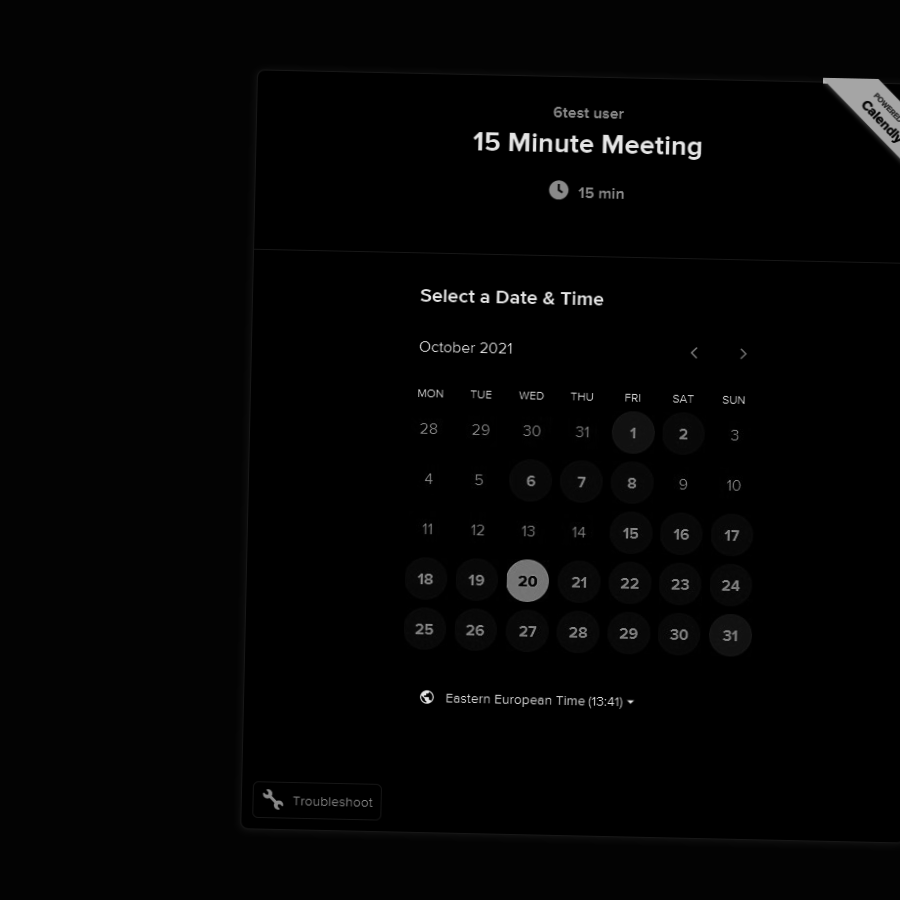 6test user
15 Minute Meeting
15 min
POWERED
Calendly
Select a Date & Time
October 2021
MON TUE WED THU FRI SAT SUN
28 29 30 31 1 2 3
4 5 6 7 8 9 10
11 12 13 14 15 16 17
18 19 20 21 22 23 24
25 26 27 28 29 30 31
Eastern European Time (13:41)
Troubleshoot